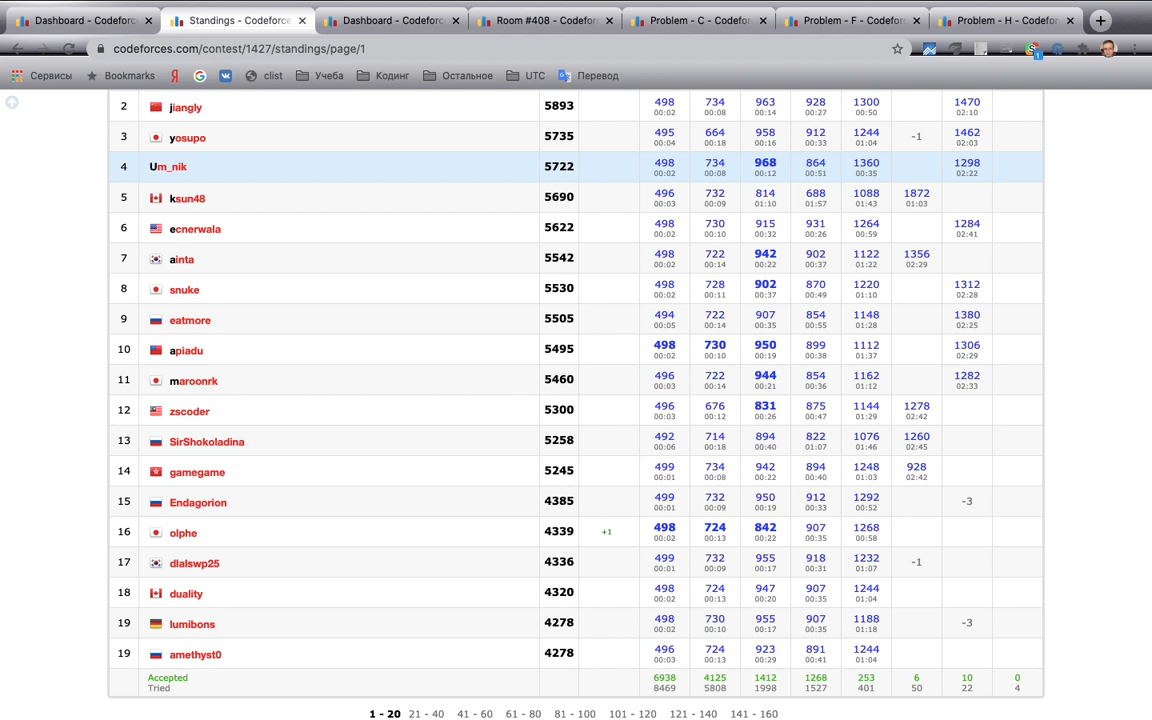 Dashboard - Codeforc Standings - Codeforc Dashboard - Codeforc Room #408 - Codefo Problem - C - Codefor Problem - F - Codefor Problem - H - Codefor
codeforces.com/contest/1427/standings/page/1
Сервисы Bookmarks Я G clist Учеба Кодинг Остальное UTC Перевод
2 jiangly 5893 498 734 963 928 1300 1470
00:02 00:08 00:14 00:27 00:50 02:10
3 yosupo 5735 495 664 958 912 1244 -1 1462
00:04 00:18 00:16 00:33 01:04 02:03
4 Um_nik 5722 498 734 968 864 1360 1298
00:02 00:08 00:12 00:51 00:35 02:22
5 ksun48 5690 496 732 814 688 1088 1872
00:03 00:09 01:10 01:57 01:43 01:03
6 ecnerwala 5622 498 730 915 931 1264 1284
00:02 00:10 00:32 00:26 00:59 02:41
7 ainta 5542 498 722 942 902 1122 1356
00:02 00:14 00:22 00:37 01:22 02:29
8 snuke 5530 498 728 902 870 1220 1312
00:02 00:11 00:37 00:49 01:10 02:28
9 eatmore 5505 494 722 907 854 1148 1380
00:05 00:14 00:35 00:55 01:28 02:25
10 apiadu 5495 498 730 950 899 1112 1306
00:02 00:10 00:19 00:38 01:37 02:29
11 maroonrk 5460 496 722 944 854 1162 1282
00:03 00:14 00:21 00:36 01:12 02:33
12 zscoder 5300 496 676 831 875 1144 1278
00:03 00:12 00:26 00:47 01:29 02:42
13 SirShokoladina 5258 492 714 894 822 1076 1260
00:06 00:18 00:40 01:07 01:46 02:45
14 gamegame 5245 499 734 942 894 1248 928
00:01 00:08 00:22 00:40 01:03 02:42
15 Endagorion 4385 499 732 950 912 1292 -3
00:01 00:09 00:19 00:33 00:52
16 olphe 4339 +1 498 724 842 907 1268
00:02 00:13 00:22 00:35 00:58
17 dlalswp25 4336 499 732 955 918 1232 -1
00:01 00:09 00:17 00:31 01:07
18 duality 4320 498 724 947 907 1244
00:02 00:13 00:20 00:35 01:04
19 lumibons 4278 498 730 955 907 1188 -3
00:02 00:10 00:17 00:35 01:18
19 amethyst0 4278 496 724 923 891 1244
00:03 00:13 00:29 00:41 01:04
Accepted 6938 4125 1412 1268 253 6 10 0
Tried 8469 5808 1998 1527 401 50 22 4
1 - 20 21 - 40 41 - 60 61 - 80 81 - 100 101 - 120 121 - 140 141 - 160